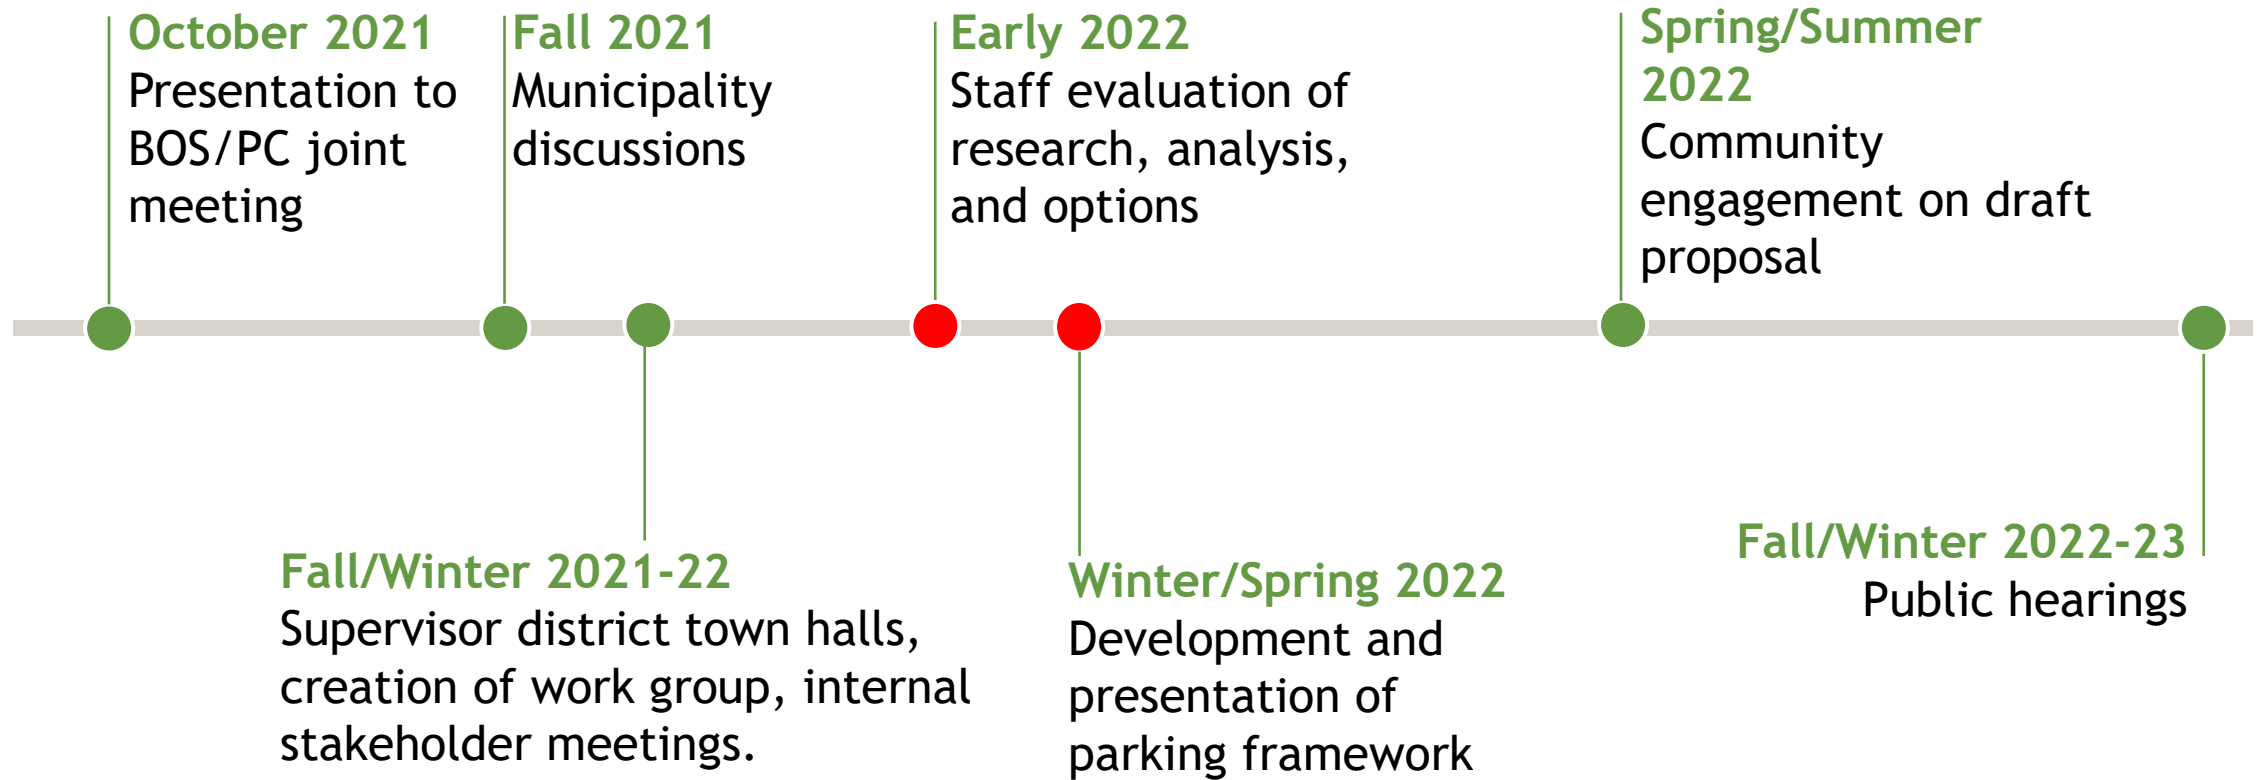 October 2021
Presentation to
BOS/PC joint
meeting
Fall 2021
Municipality
discussions
Early 2022
Staff evaluation of
research, analysis,
and options
Spring/Summer
2022
Community
engagement on draft
proposal
Fall/Winter 2021-22
Supervisor district town halls,
creation of work group, internal
stakeholder meetings.
Winter/Spring 2022
Development and
presentation of
parking framework
Fall/Winter 2022-23
Public hearings